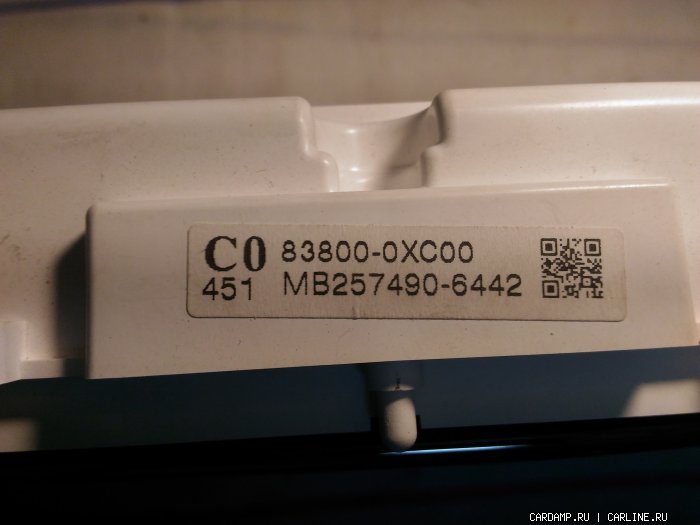 C0 83800-0XC00
451 MB257490-6442
CARDAMP.RU | CARLINE.RU